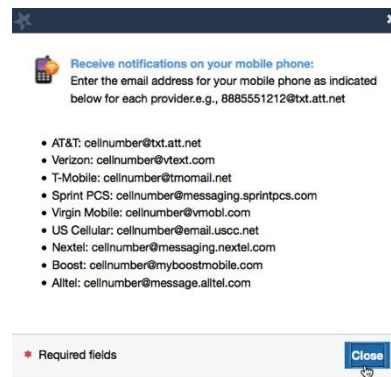 Receive notifications on your mobile phone:
Enter the email address for your mobile phone as indicated
below for each provider.e.g., 8885551212@txt.att.net
• AT&T: cellnumber@txt.att.net
• Verizon: cellnumber@vtext.com
• T-Mobile: cellnumber@tmomail.net
• Sprint PCS: cellnumber@messaging.sprintpcs.com
• Virgin Mobile: cellnumber@vmobl.com
• US Cellular: cellnumber@email.uscc.net
• Nextel: cellnumber@messaging.nextel.com
• Boost: cellnumber@myboostmobile.com
• Alltel: cellnumber@message.alltel.com
* Required fields
Close